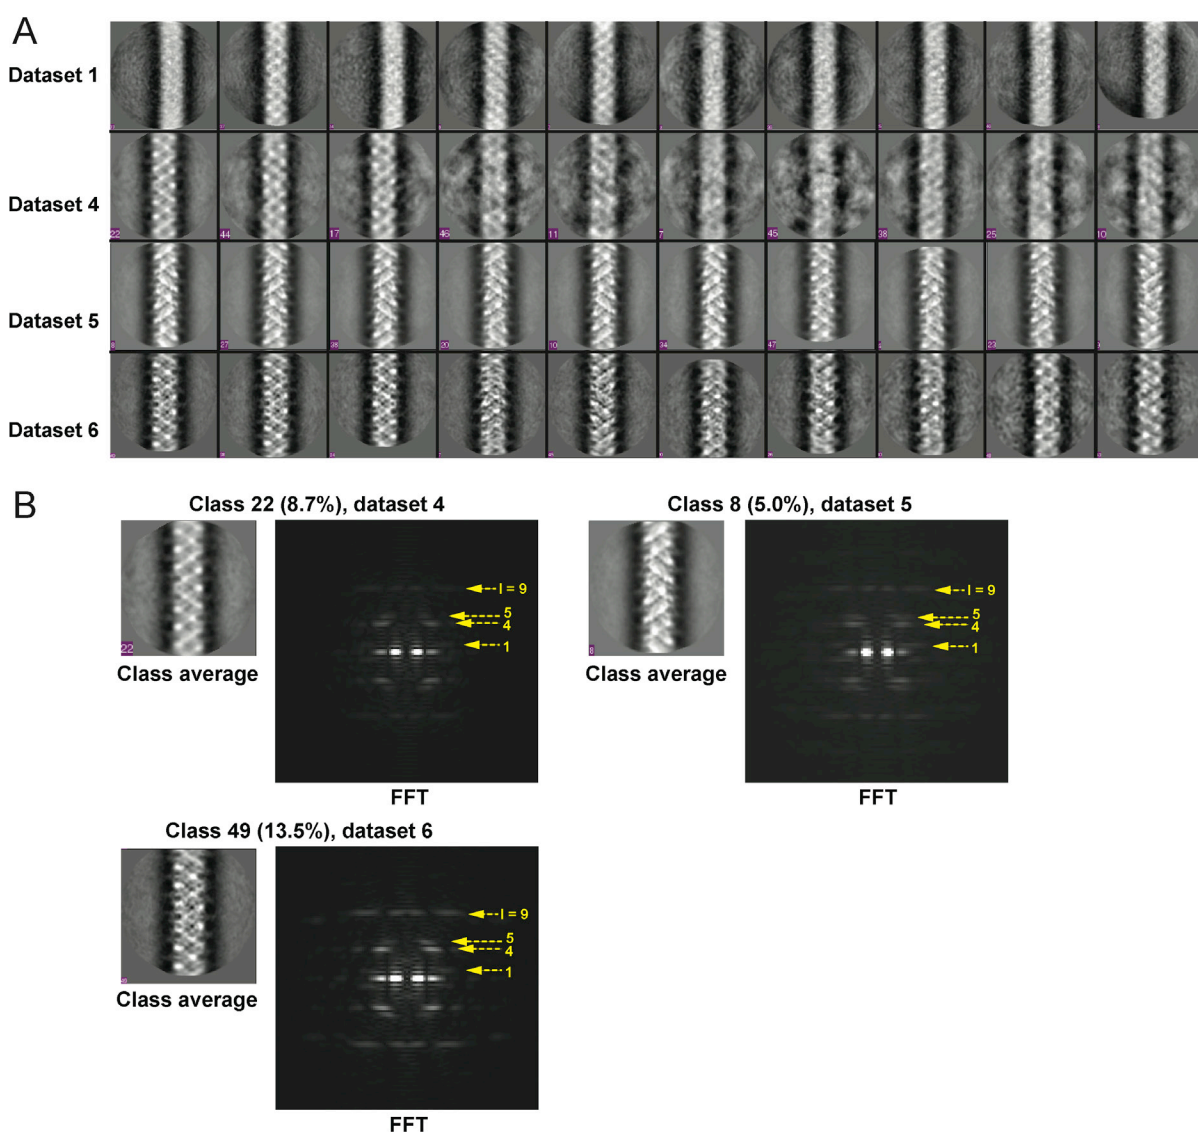 A
Dataset 1
Dataset 4
22 44 17 46 11 7 45 38 25 10
Dataset 5
8 27 38 20 10 34 47 23
Dataset 6
B
Class 22 (8.7%), dataset 4
Class 8 (5.0%), dataset 5
22
l = 9
5
4
1
Class average
FFT
8
l = 9
5
4
1
Class average
FFT
Class 49 (13.5%), dataset 6
l = 9
5
4
1
Class average
FFT